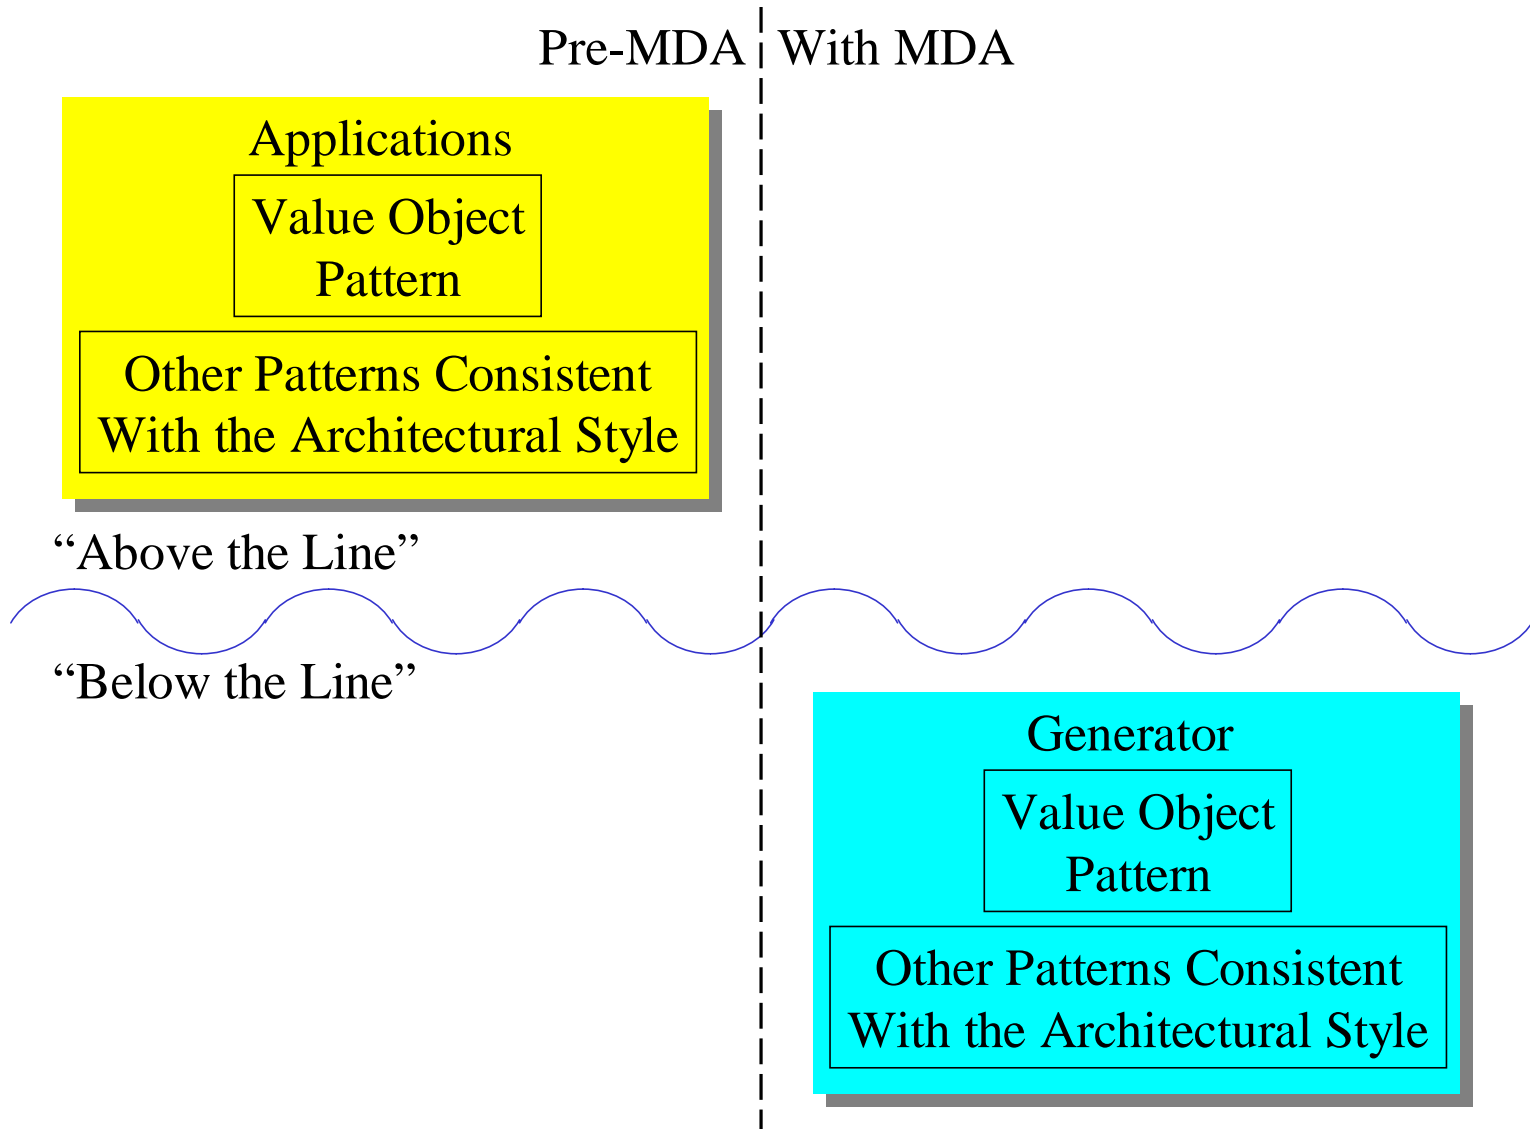 Pre-MDA
With MDA
Applications
Value Object
Pattern
Other Patterns Consistent
With the Architectural Style
“Above the Line”
“Below the Line”
Generator
Value Object
Pattern
Other Patterns Consistent
With the Architectural Style